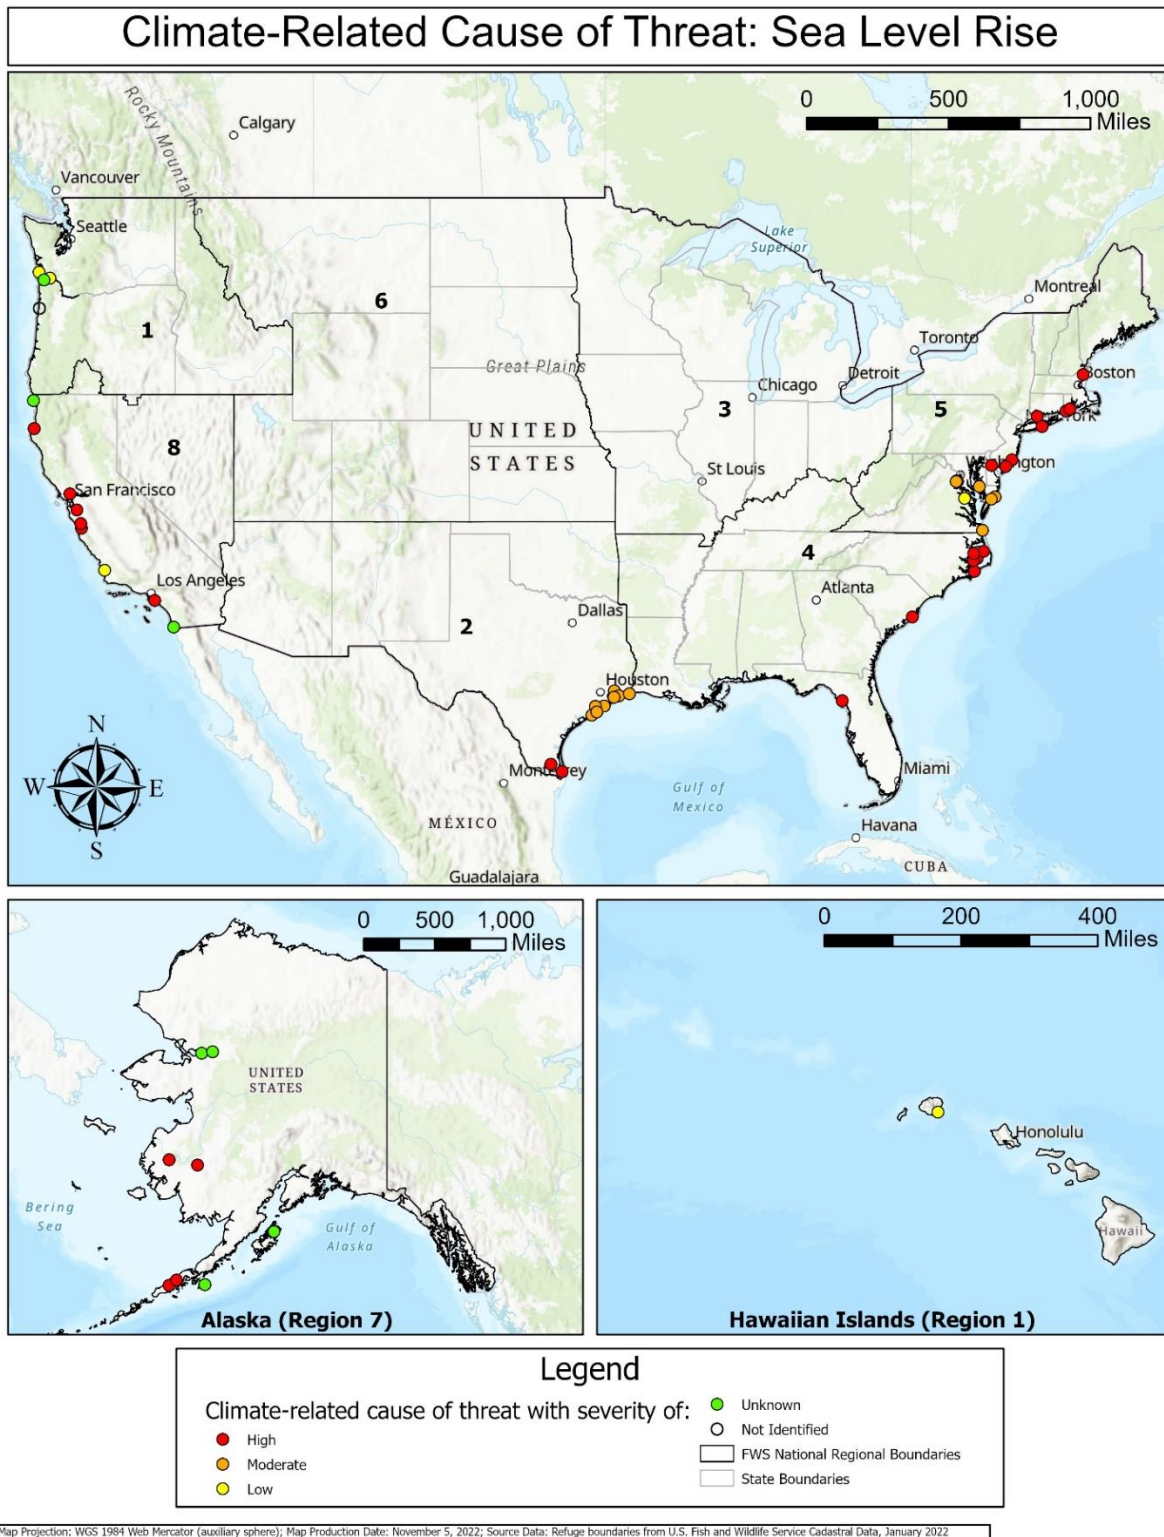 Climate-Related Cause of Threat: Sea Level Rise
0 500 1,000
Miles
Rocky Mountains
Calgary
Vancouver
Seattle
Lake
Superior
Montreal
6
1
Toronto
Great Plains
Detroit
Boston
Chicago
3
5
York
UNITED
STATES
8
St Louis
Washington
San Francisco
4
Los Angeles
Atlanta
Dallas
2
Houston
N
W E
S
Monterrey
Miami
Gulf of
Mexico
MÉXICO
Havana
Guadalajara
CUBA
0 500 1,000
Miles
UNITED
STATES
Bering
Sea
Gulf of
Alaska
Alaska (Region 7)
0 200 400
Miles
Honolulu
Hawaii
Hawaiian Islands (Region 1)
Legend
Climate-related cause of threat with severity of:
High
Moderate
Low
Unknown
Not Identified
FWS National Regional Boundaries
State Boundaries
Map Projection: WGS 1984 Web Mercator (auxiliary sphere); Map Production Date: November 5, 2022; Source Data: Refuge boundaries from U.S. Fish and Wildlife Service Cadastral Data, January 2022